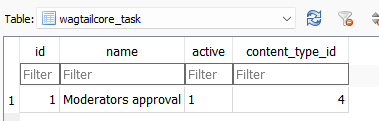 Table: wagtailcore_task
id name active content_type_id
Filter Filter Filter Filter
1 1 Moderators approval 1 4